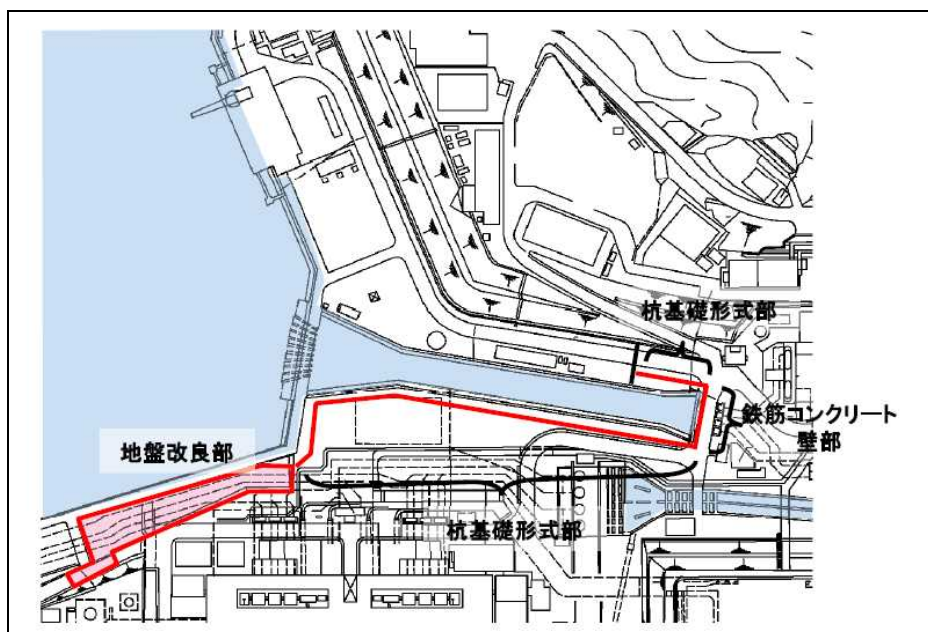 杭基礎形式部
鉄筋コンクリート
壁部
地盤改良部
杭基礎形式部